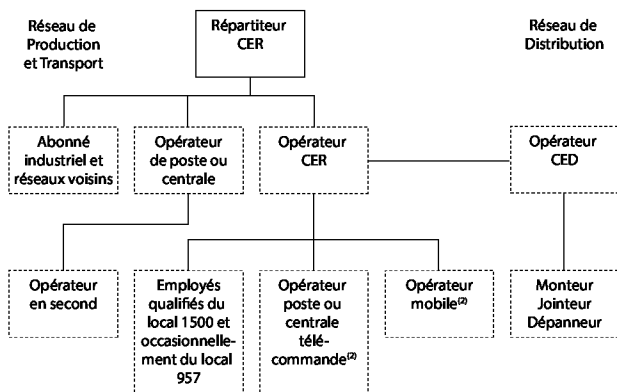 Réseau de
Production
et Transport
Répartiteur
CER
Réseau de
Distribution
Abonné
industriel et
réseaux voisins
Opérateur
de poste ou
centrale
Opérateur
CER
Opérateur
CED
Opérateur
en second
Employés
qualifiés du
local 1500 et
occasionnelle-
ment du local
957
Opérateur
poste ou
centrale
télé-
commande(2)
Opérateur
mobile(2)
Monteur
Jointeur
Dépanneur